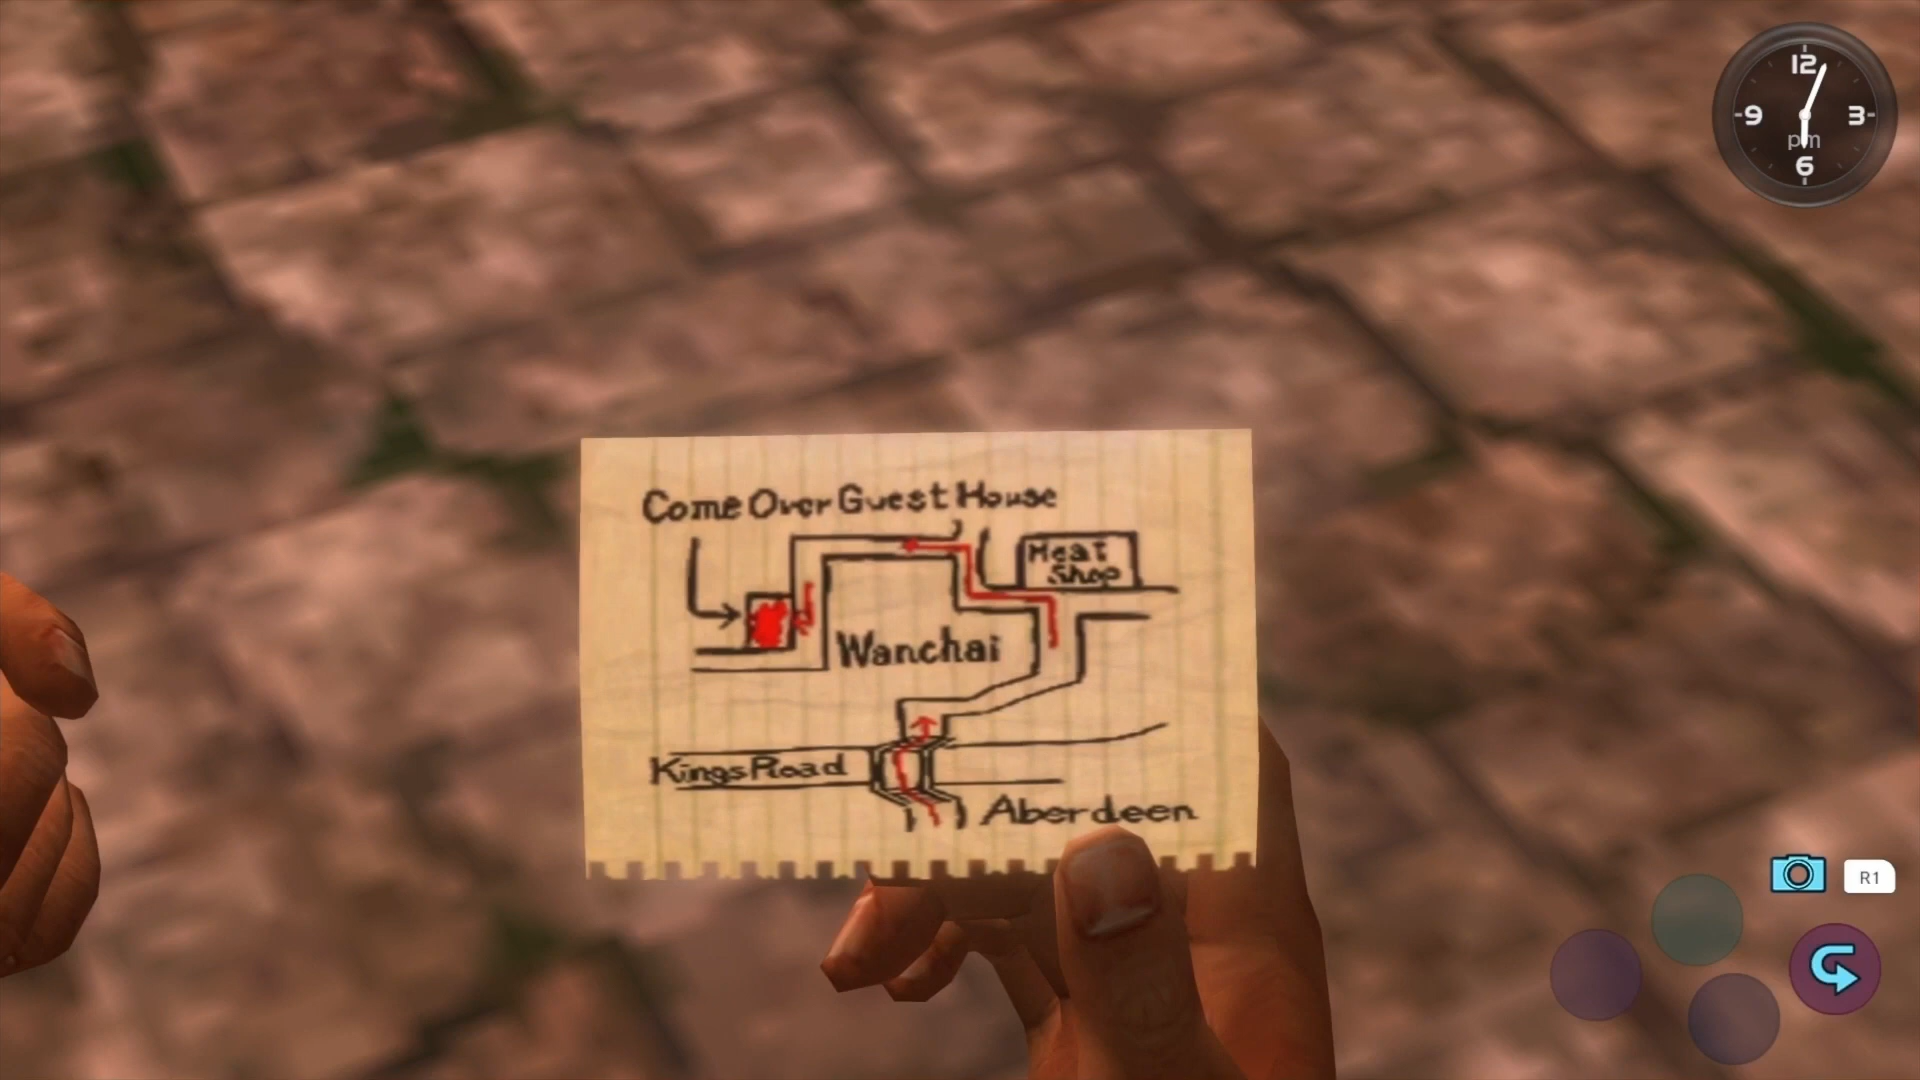 12
9
3
pm
6
Come Over Guest House
Meat
Shop
Wanchai
Kings Road
Aberdeen
R1